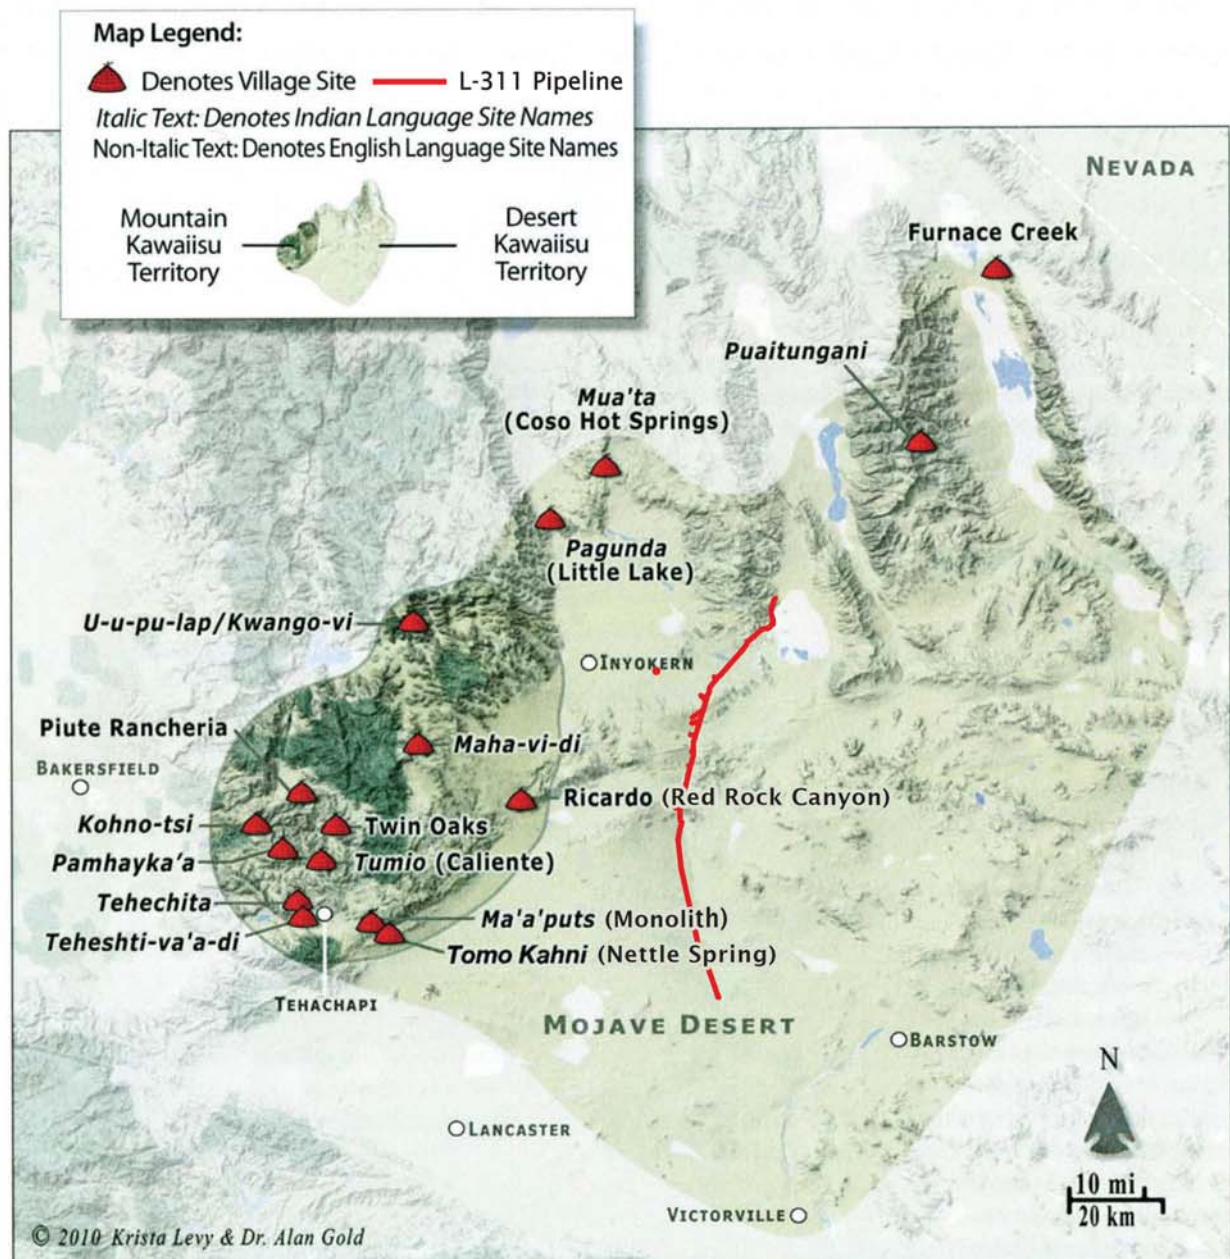 Map Legend:
Denotes Village Site
L-311 Pipeline
Italic Text: Denotes Indian Language Site Names
Non-Italic Text: Denotes English Language Site Names
Mountain
Kawaiisu
Territory
Desert
Kawaiisu
Territory
NEVADA
Furnace Creek
Puaitungani
Mua'ta
(Coso Hot Springs)
Pagunda
(Little Lake)
U-u-pu-lap/Kwango-vi
INYOKERN
Piute Rancheria
Maha-vi-di
BAKERSFIELD
Ricardo (Red Rock Canyon)
Kohno-tsi
Twin Oaks
Pamhayka'a
Tumio (Caliente)
Tehechita
Ma'a'puts (Monolith)
Teheshti-va'a-di
Tomo Kahni (Nettle Spring)
TEHACHAPI
MOJAVE DESERT
BARSTOW
N
LANCASTER
10 mi
20 km
VICTORVILLE
© 2010 Krista Levy & Dr. Alan Gold